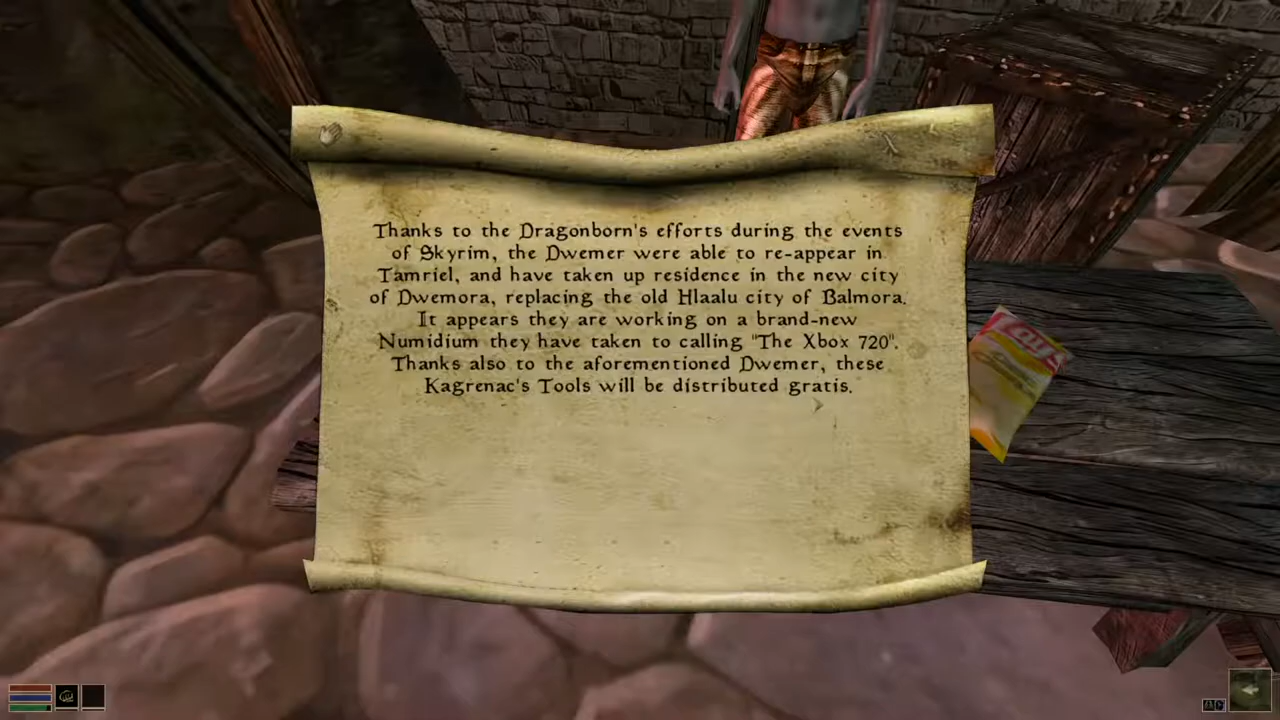 Thanks to the Dragonborn's efforts during the events
of Skyrim, the Dwemer were able to re-appear in
Tamriel, and have taken up residence in the new city
of Dwemora, replacing the old Hlaalu city of Balmora.
It appears they are working on a brand-new
Numidium they have taken to calling "The Xbox 720".
Thanks also to the aforementioned Dwemer, these
Kagrenac's Tools will be distributed gratis.